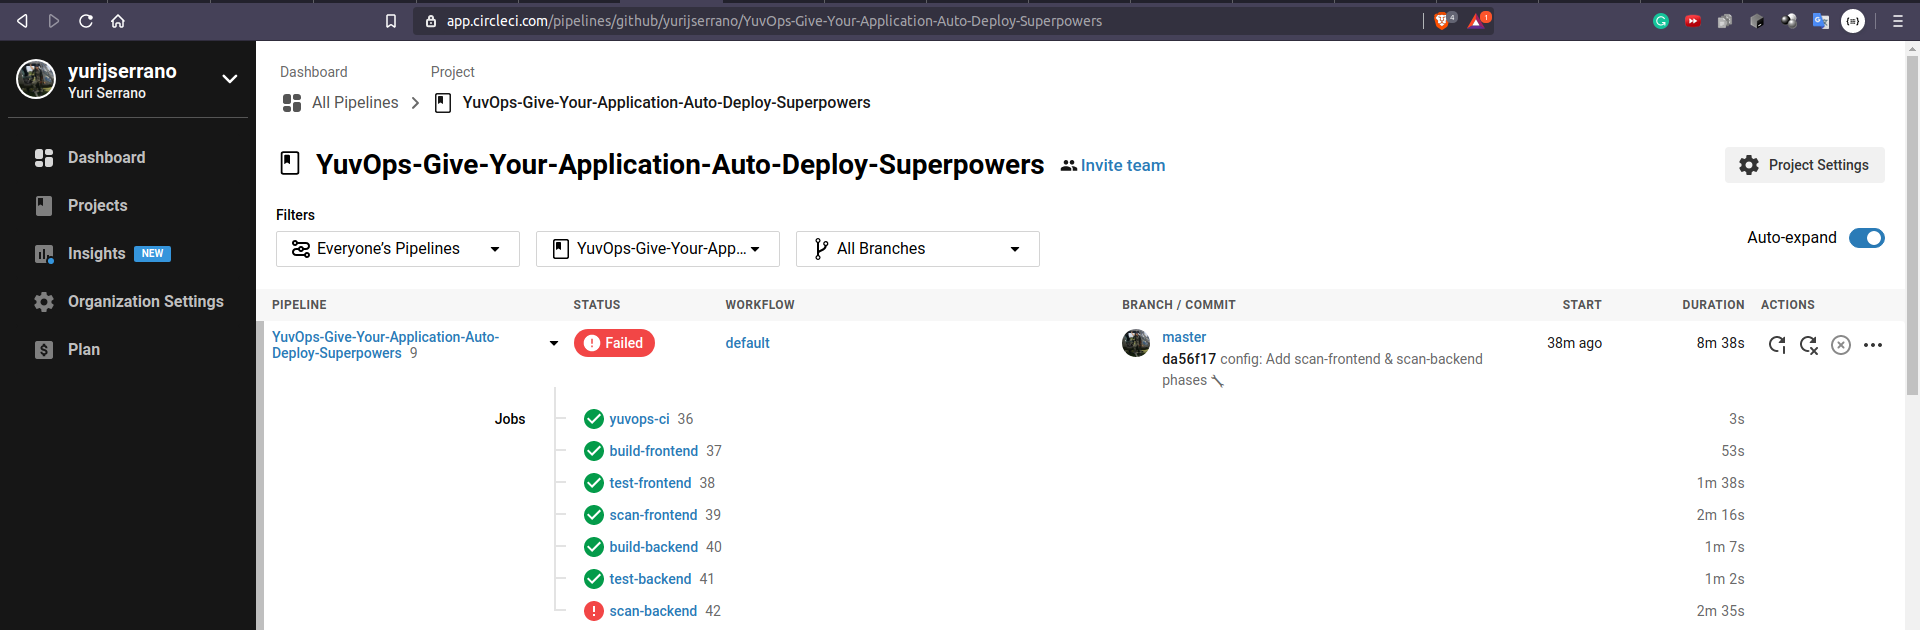 app.circleci.com/pipelines/github/yurijserrano/YuvOps-Give-Your-Application-Auto-Deploy-Superpowers
4
1
yurijserrano
Yuri Serrano
Dashboard
Projects
Insights NEW
Organization Settings
Plan
Dashboard Project
All Pipelines YuvOps-Give-Your-Application-Auto-Deploy-Superpowers
YuvOps-Give-Your-Application-Auto-Deploy-Superpowers Invite team Project Settings
Filters
Everyone's Pipelines YuvOps-Give-Your-App... All Branches Auto-expand
PIPELINE STATUS WORKFLOW BRANCH / COMMIT START DURATION ACTIONS
YuvOps-Give-Your-Application-Auto-
Deploy-Superpowers 9
Failed default
master
da56f17 config: Add scan-frontend & scan-backend
phases
38m ago 8m 38s
Jobs
yuvops-ci 36 3s
build-frontend 37 53s
test-frontend 38 1m 38s
scan-frontend 39 2m 16s
build-backend 40 1m 7s
test-backend 41 1m 2s
scan-backend 42 2m 35s